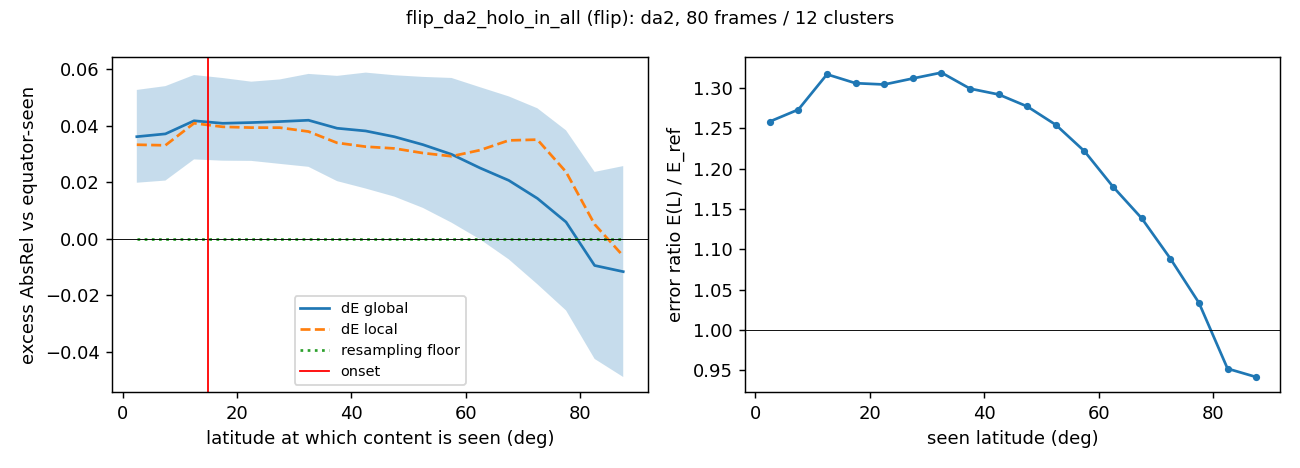 flip_da2_holo_in_all (flip): da2, 80 frames / 12 clusters
excess AbsRel vs equator-seen
0.06
0.04
0.02
0.00
−0.02
−0.04
dE global
dE local
resampling floor
onset
0 20 40 60 80
latitude at which content is seen (deg)
error ratio E(L) / E_ref
1.30
1.25
1.20
1.15
1.10
1.05
1.00
0.95
0 20 40 60 80
seen latitude (deg)